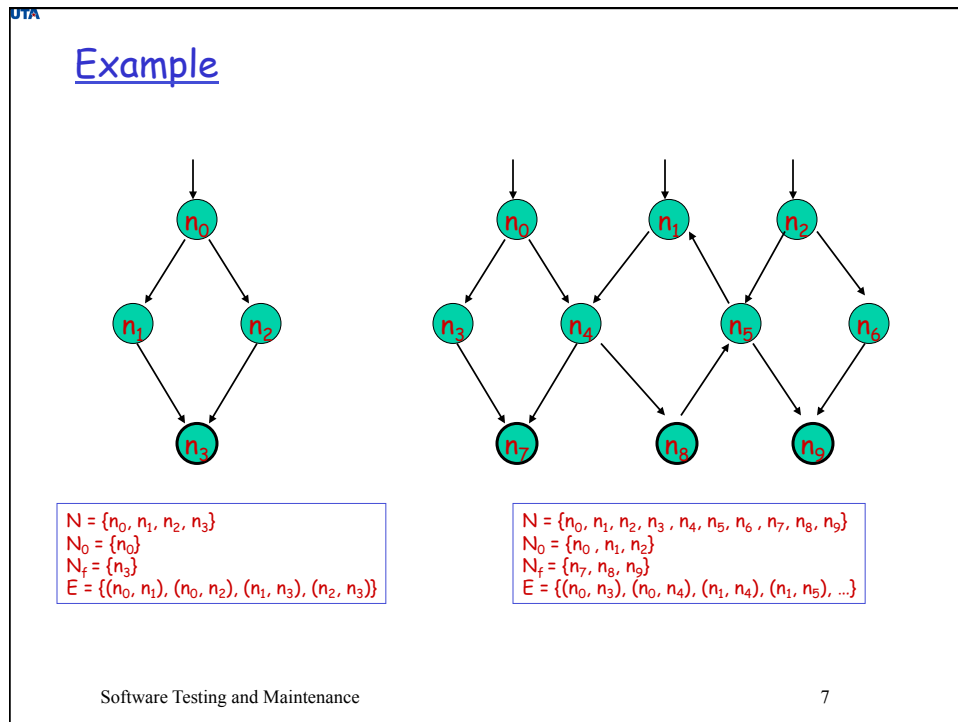 UTA
Example
n₀ n₀ n₁ n₂
n₁ n₂ n₃ n₄ n₅ n₆
n₃ n₇ n₈ n₉
N = {n₀, n₁, n₂, n₃}
N₀ = {n₀}
N_f = {n₃}
E = {(n₀, n₁), (n₀, n₂), (n₁, n₃), (n₂, n₃)}
N = {n₀, n₁, n₂, n₃ , n₄, n₅, n₆ , n₇, n₈, n₉}
N₀ = {n₀ , n₁, n₂}
N_f = {n₇, n₈, n₉}
E = {(n₀, n₃), (n₀, n₄), (n₁, n₄), (n₁, n₅), …}
Software Testing and Maintenance 7